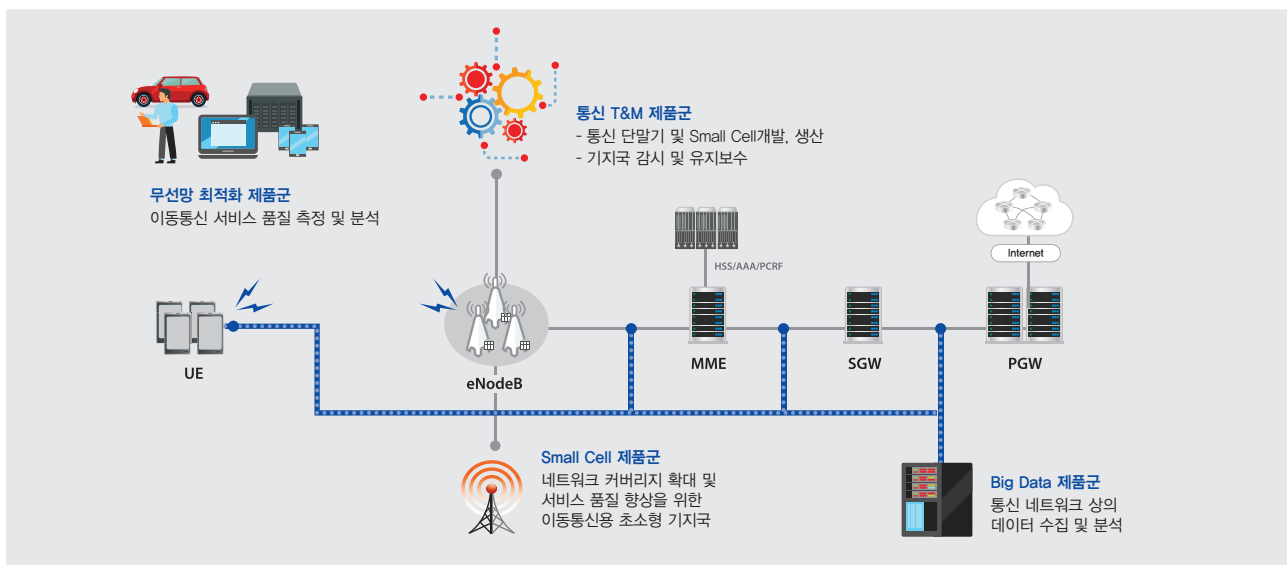 통신 T&M 제품군
- 통신 단말기 및 Small Cell개발, 생산
- 기지국 감시 및 유지보수
무선망 최적화 제품군
이동통신 서비스 품질 측정 및 분석
Internet
HSS/AAA/PCRF
UE
eNodeB
MME
SGW
PGW
Small Cell 제품군
네트워크 커버리지 확대 및
서비스 품질 향상을 위한
이동통신용 초소형 기지국
Big Data 제품군
통신 네트워크 상의
데이터 수집 및 분석